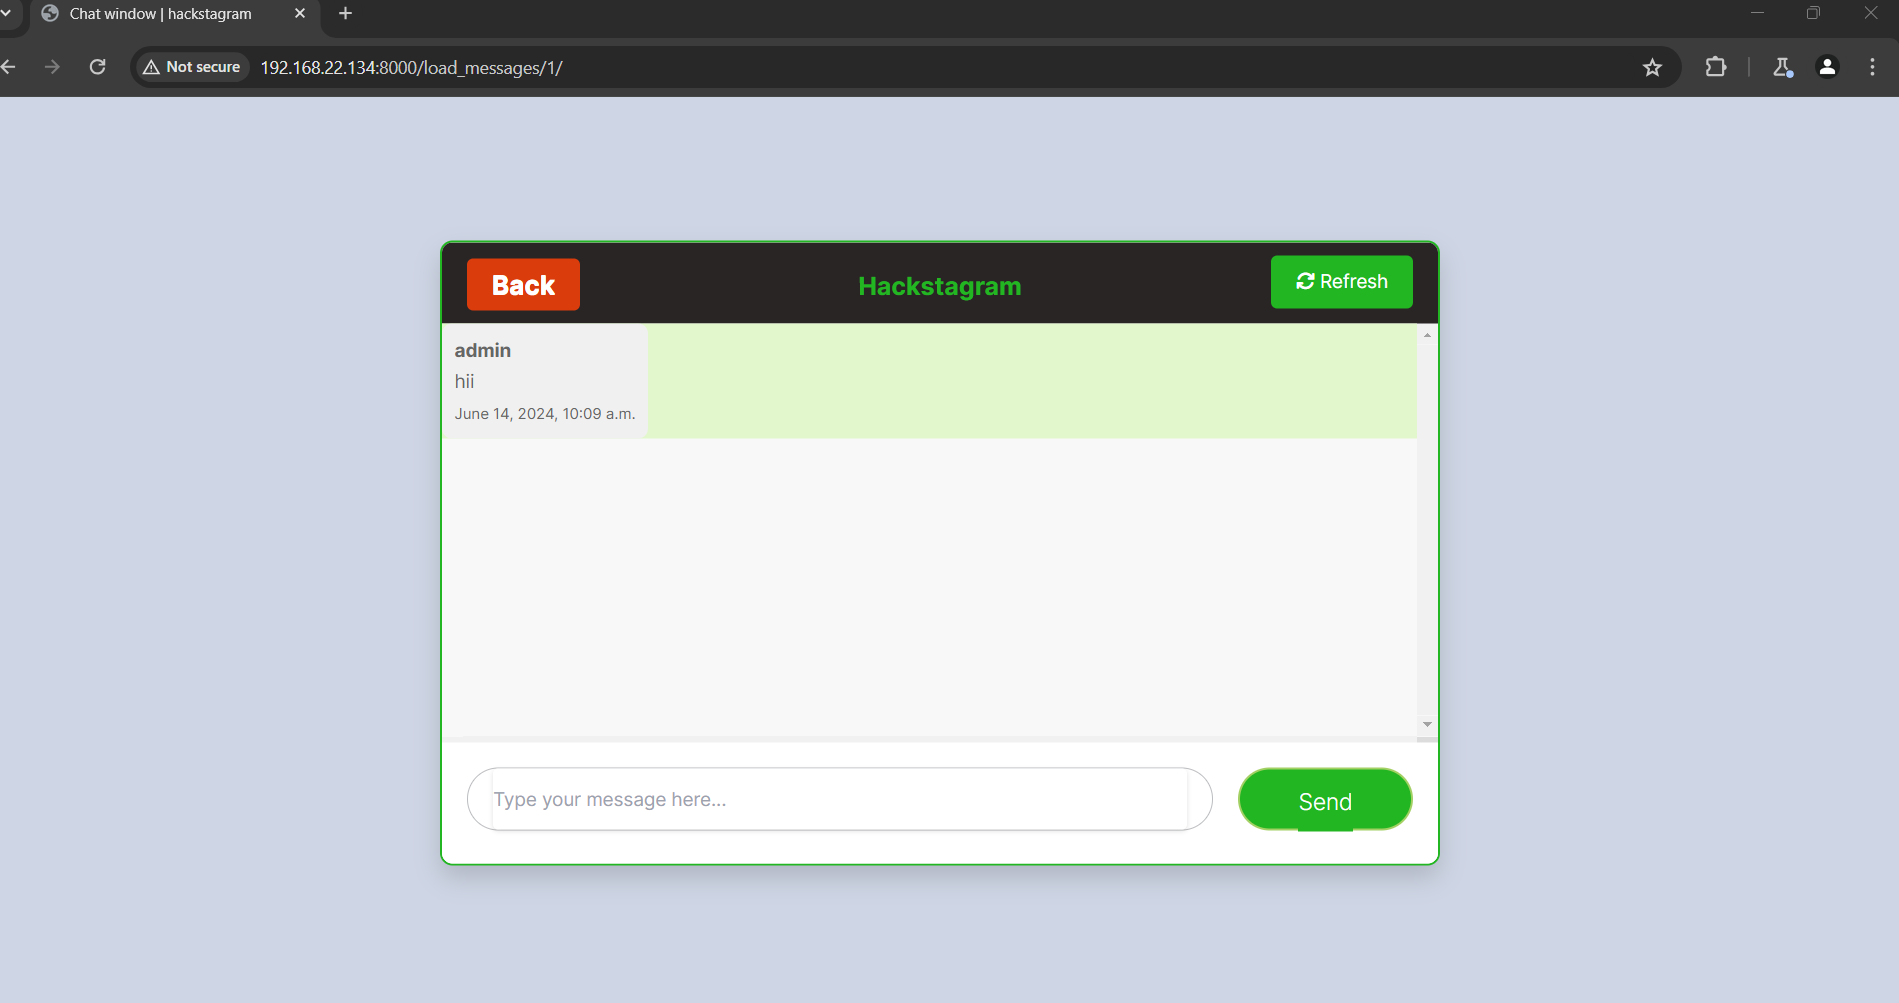 Chat window | hackstagram
Not secure
192.168.22.134:8000/load_messages/1/
Back
Hackstagram
Refresh
admin
hii
June 14, 2024, 10:09 a.m.
Type your message here...
Send